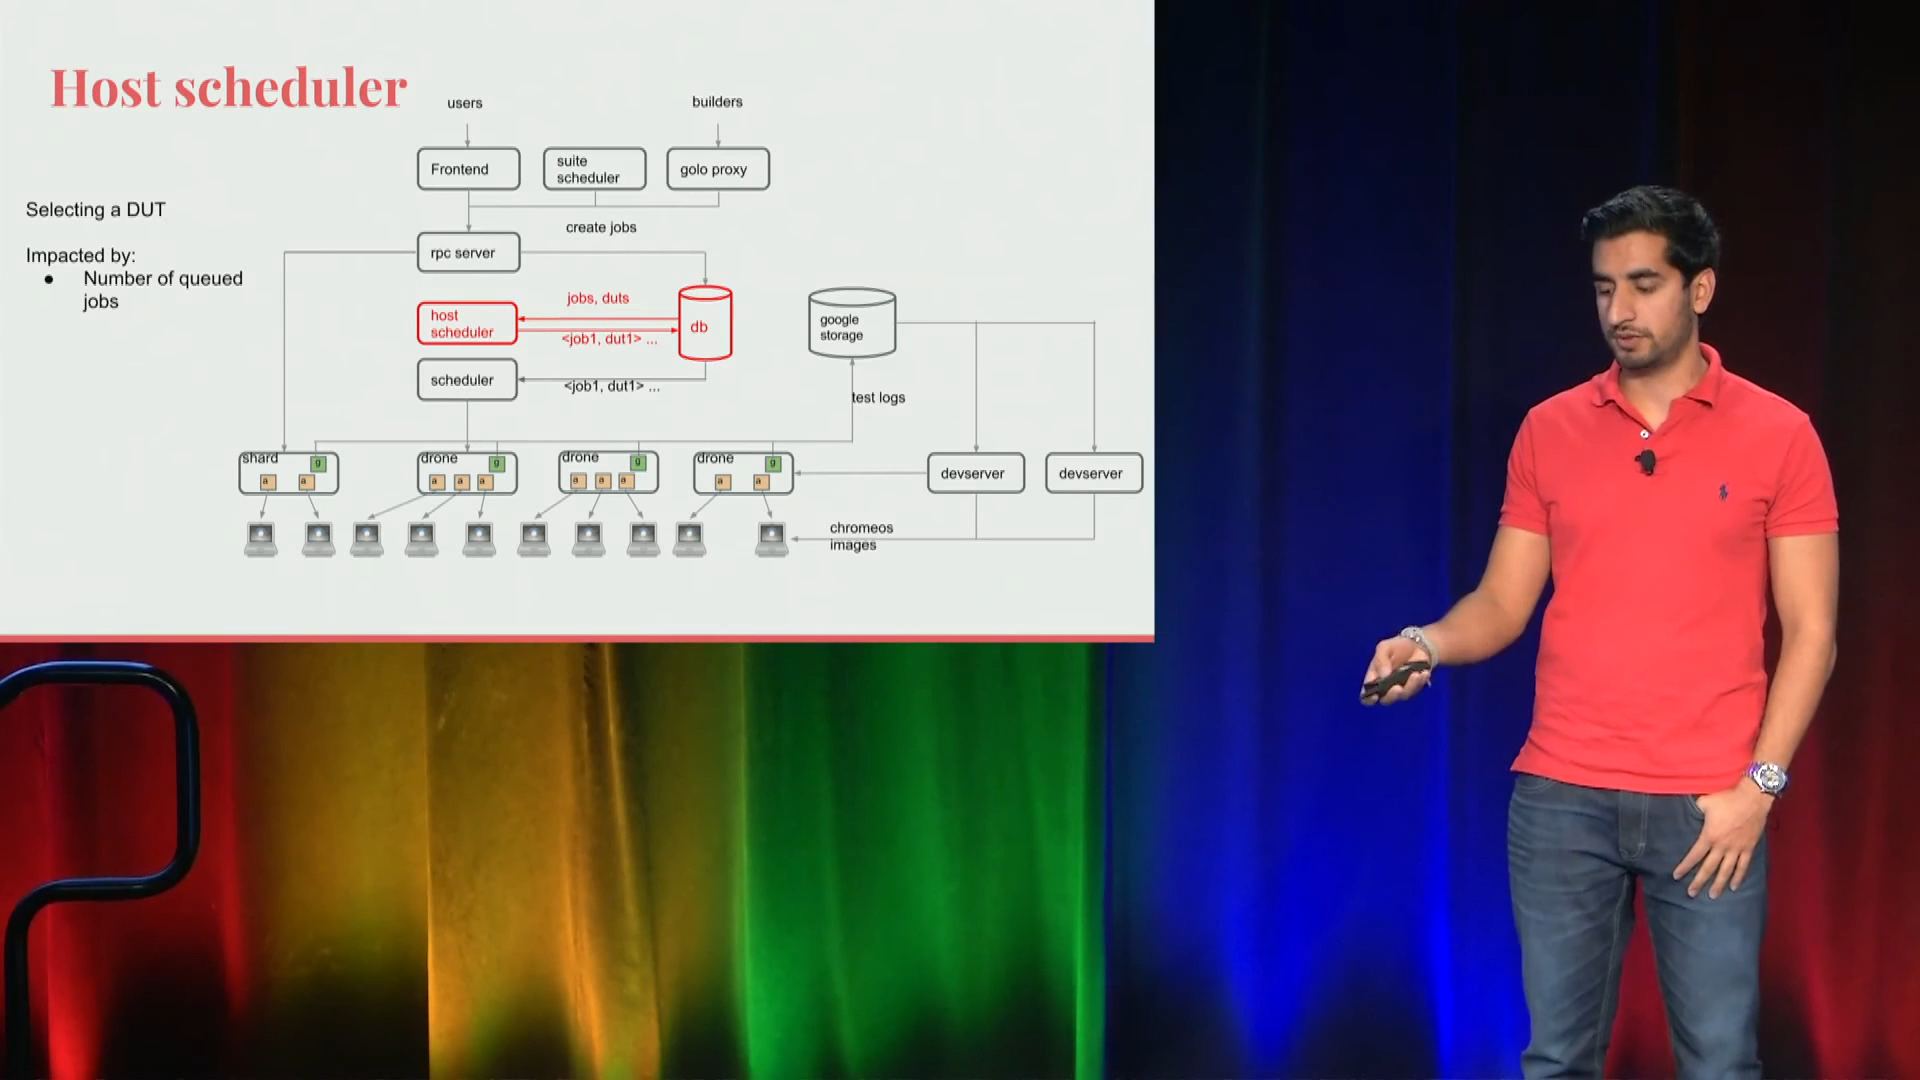 Host scheduler
users
builders
Frontend
suite
scheduler
golo proxy
Selecting a DUT
create jobs
Impacted by:
● Number of queued
jobs
rpc server
jobs, duts
host
scheduler
db
<job1, dut1> ...
google
storage
scheduler
<job1, dut1> ...
test logs
shard
g
a
a
drone
g
a
a
a
drone
g
a
a
a
drone
g
a
a
devserver
devserver
chromeos
images